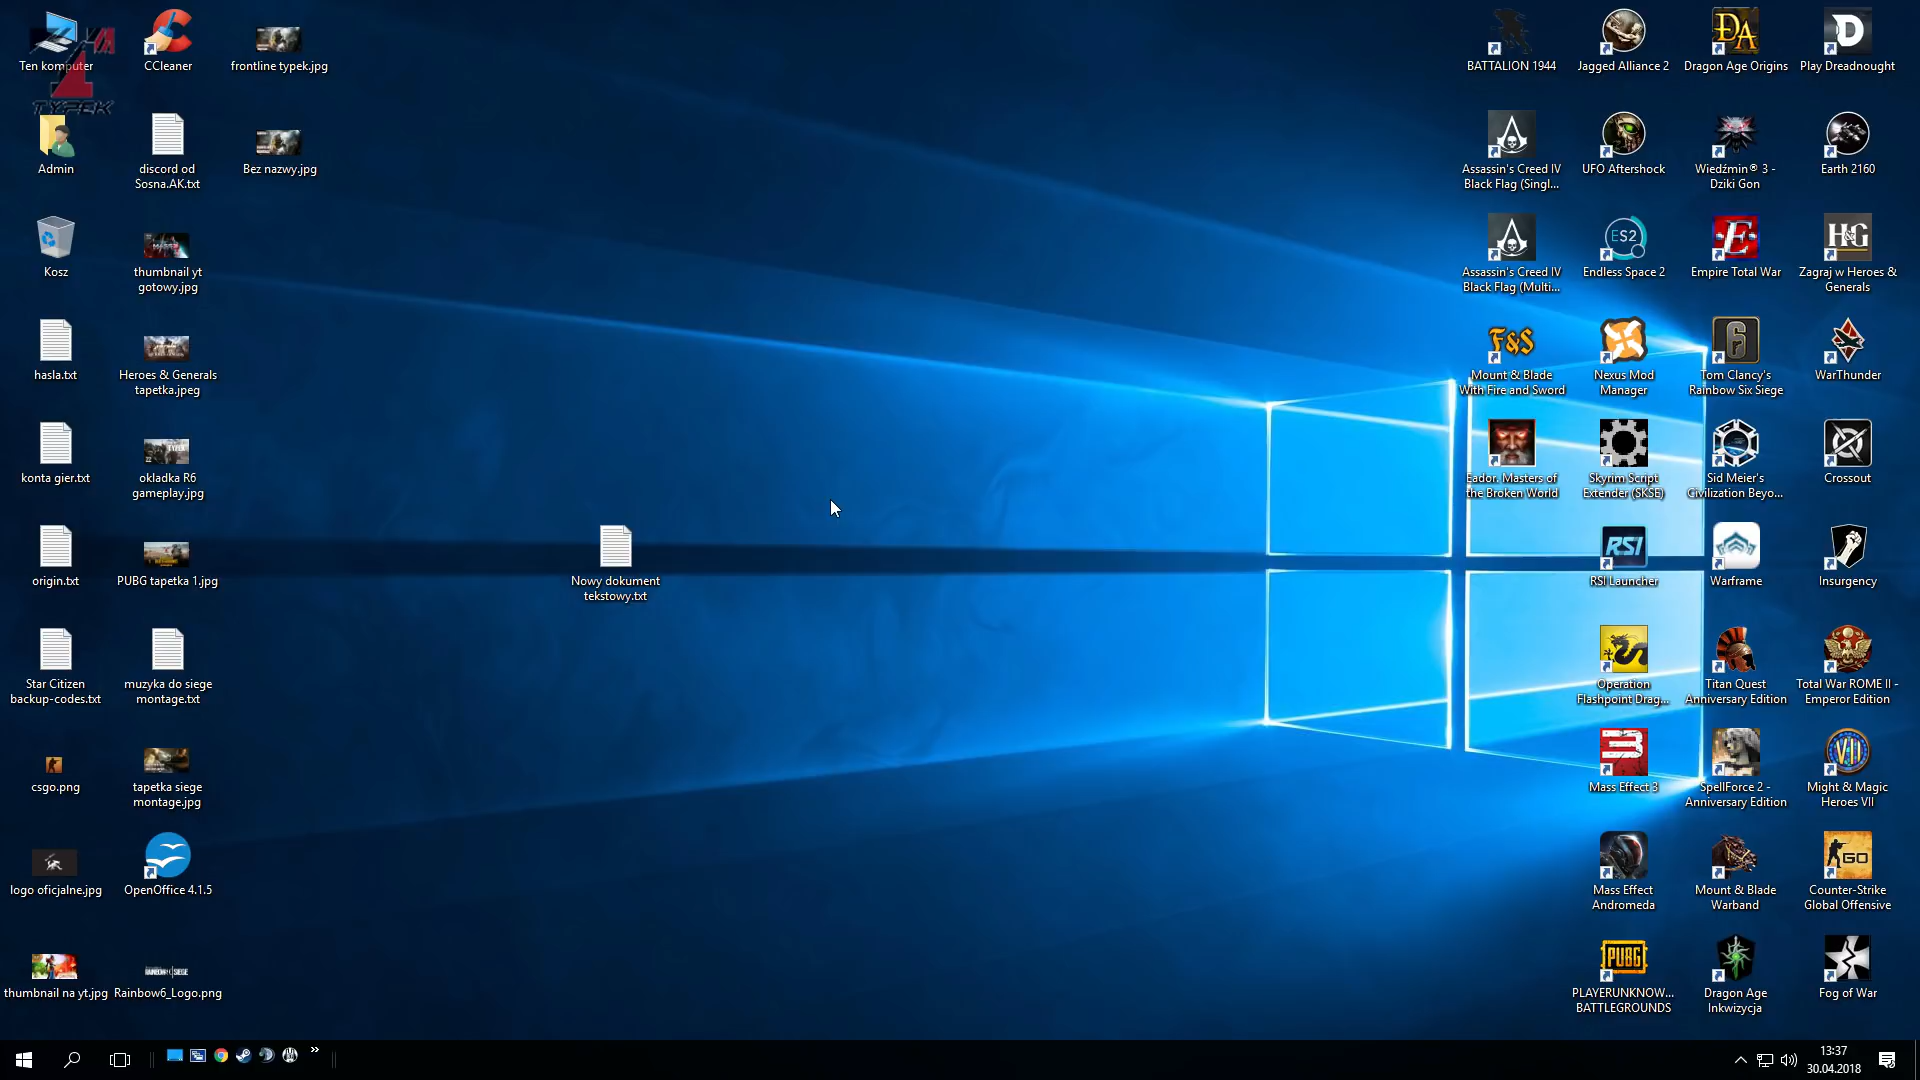 Ten komputer
CCleaner
frontline typek.jpg
TYPEK
Admin
discord od
Sosna.AK.txt
Bez nazwy.jpg
Kosz
thumbnail yt
gotowy.jpg
hasla.txt
Heroes & Generals
tapetka.jpeg
konta gier.txt
okladka R6
gameplay.jpg
origin.txt
PUBG tapetka 1.jpg
Star Citizen
backup-codes.txt
muzyka do siege
montage.txt
csgo.png
tapetka siege
montage.jpg
logo oficjalne.jpg
OpenOffice 4.1.5
thumbnail na yt.jpg
Rainbow6_Logo.png
Nowy dokument
tekstowy.txt
BATTALION 1944
Jagged Alliance 2
DA
Dragon Age Origins
D
Play Dreadnought
Assassin's Creed IV
Black Flag (Singl...
UFO Aftershock
Wiedźmin® 3 -
Dziki Gon
Earth 2160
Assassin's Creed IV
Black Flag (Multi...
ES2
Endless Space 2
E
Empire Total War
H&G
Zagraj w Heroes &
Generals
F&S
Mount & Blade
With Fire and Sword
Nexus Mod
Manager
6
Tom Clancy's
Rainbow Six Siege
WarThunder
Eador. Masters of
the Broken World
Skyrim Script
Extender (SKSE)
Sid Meier's
Civilization Beyo...
Crossout
RSI
RSI Launcher
Warframe
Insurgency
Operation
Flashpoint Drag...
Titan Quest
Anniversary Edition
Total War ROME II -
Emperor Edition
3
Mass Effect 3
SpellForce 2 -
Anniversary Edition
VII
Might & Magic
Heroes VII
Mass Effect
Andromeda
Mount & Blade
Warband
GO
Counter-Strike
Global Offensive
PUBG
PLAYERUNKNOW...
BATTLEGROUNDS
Dragon Age
Inkwizycja
Fog of War
13:37
30.04.2018